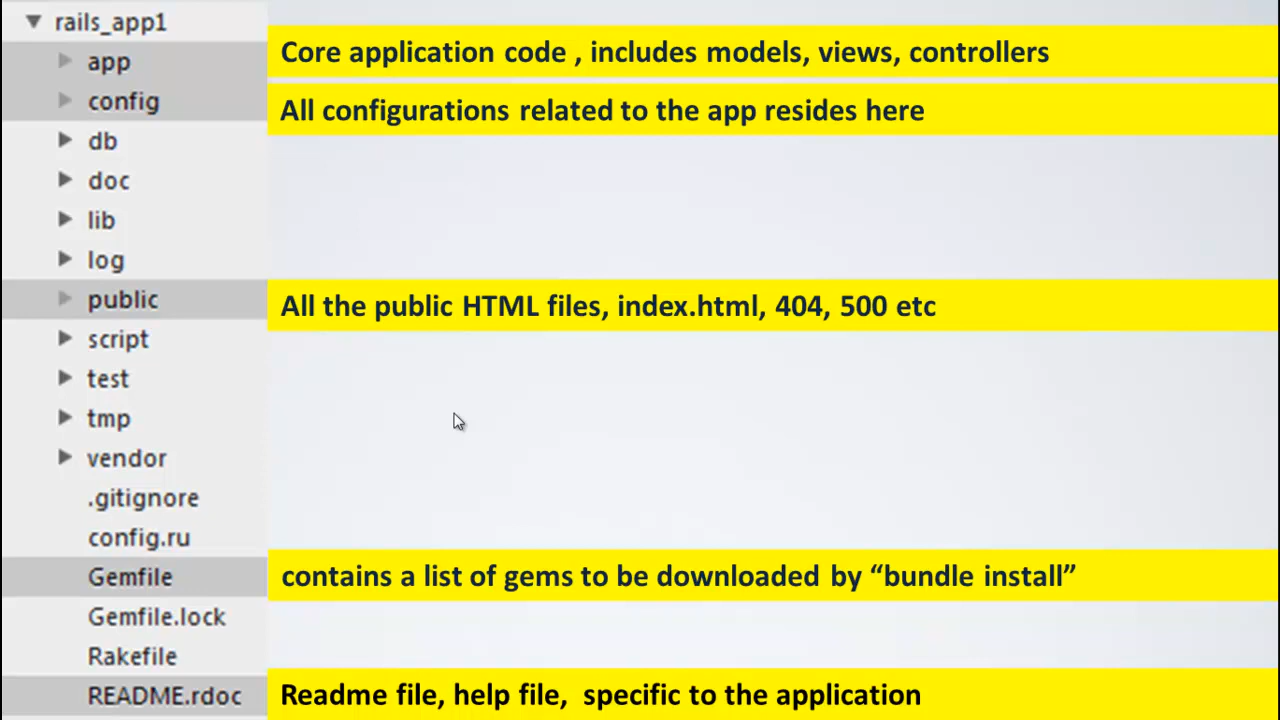 rails_app1
app
Core application code , includes models, views, controllers
config
All configurations related to the app resides here
db
doc
lib
log
public
All the public HTML files, index.html, 404, 500 etc
script
test
tmp
vendor
.gitignore
config.ru
Gemfile
contains a list of gems to be downloaded by “bundle install”
Gemfile.lock
Rakefile
README.rdoc
Readme file, help file,  specific to the application